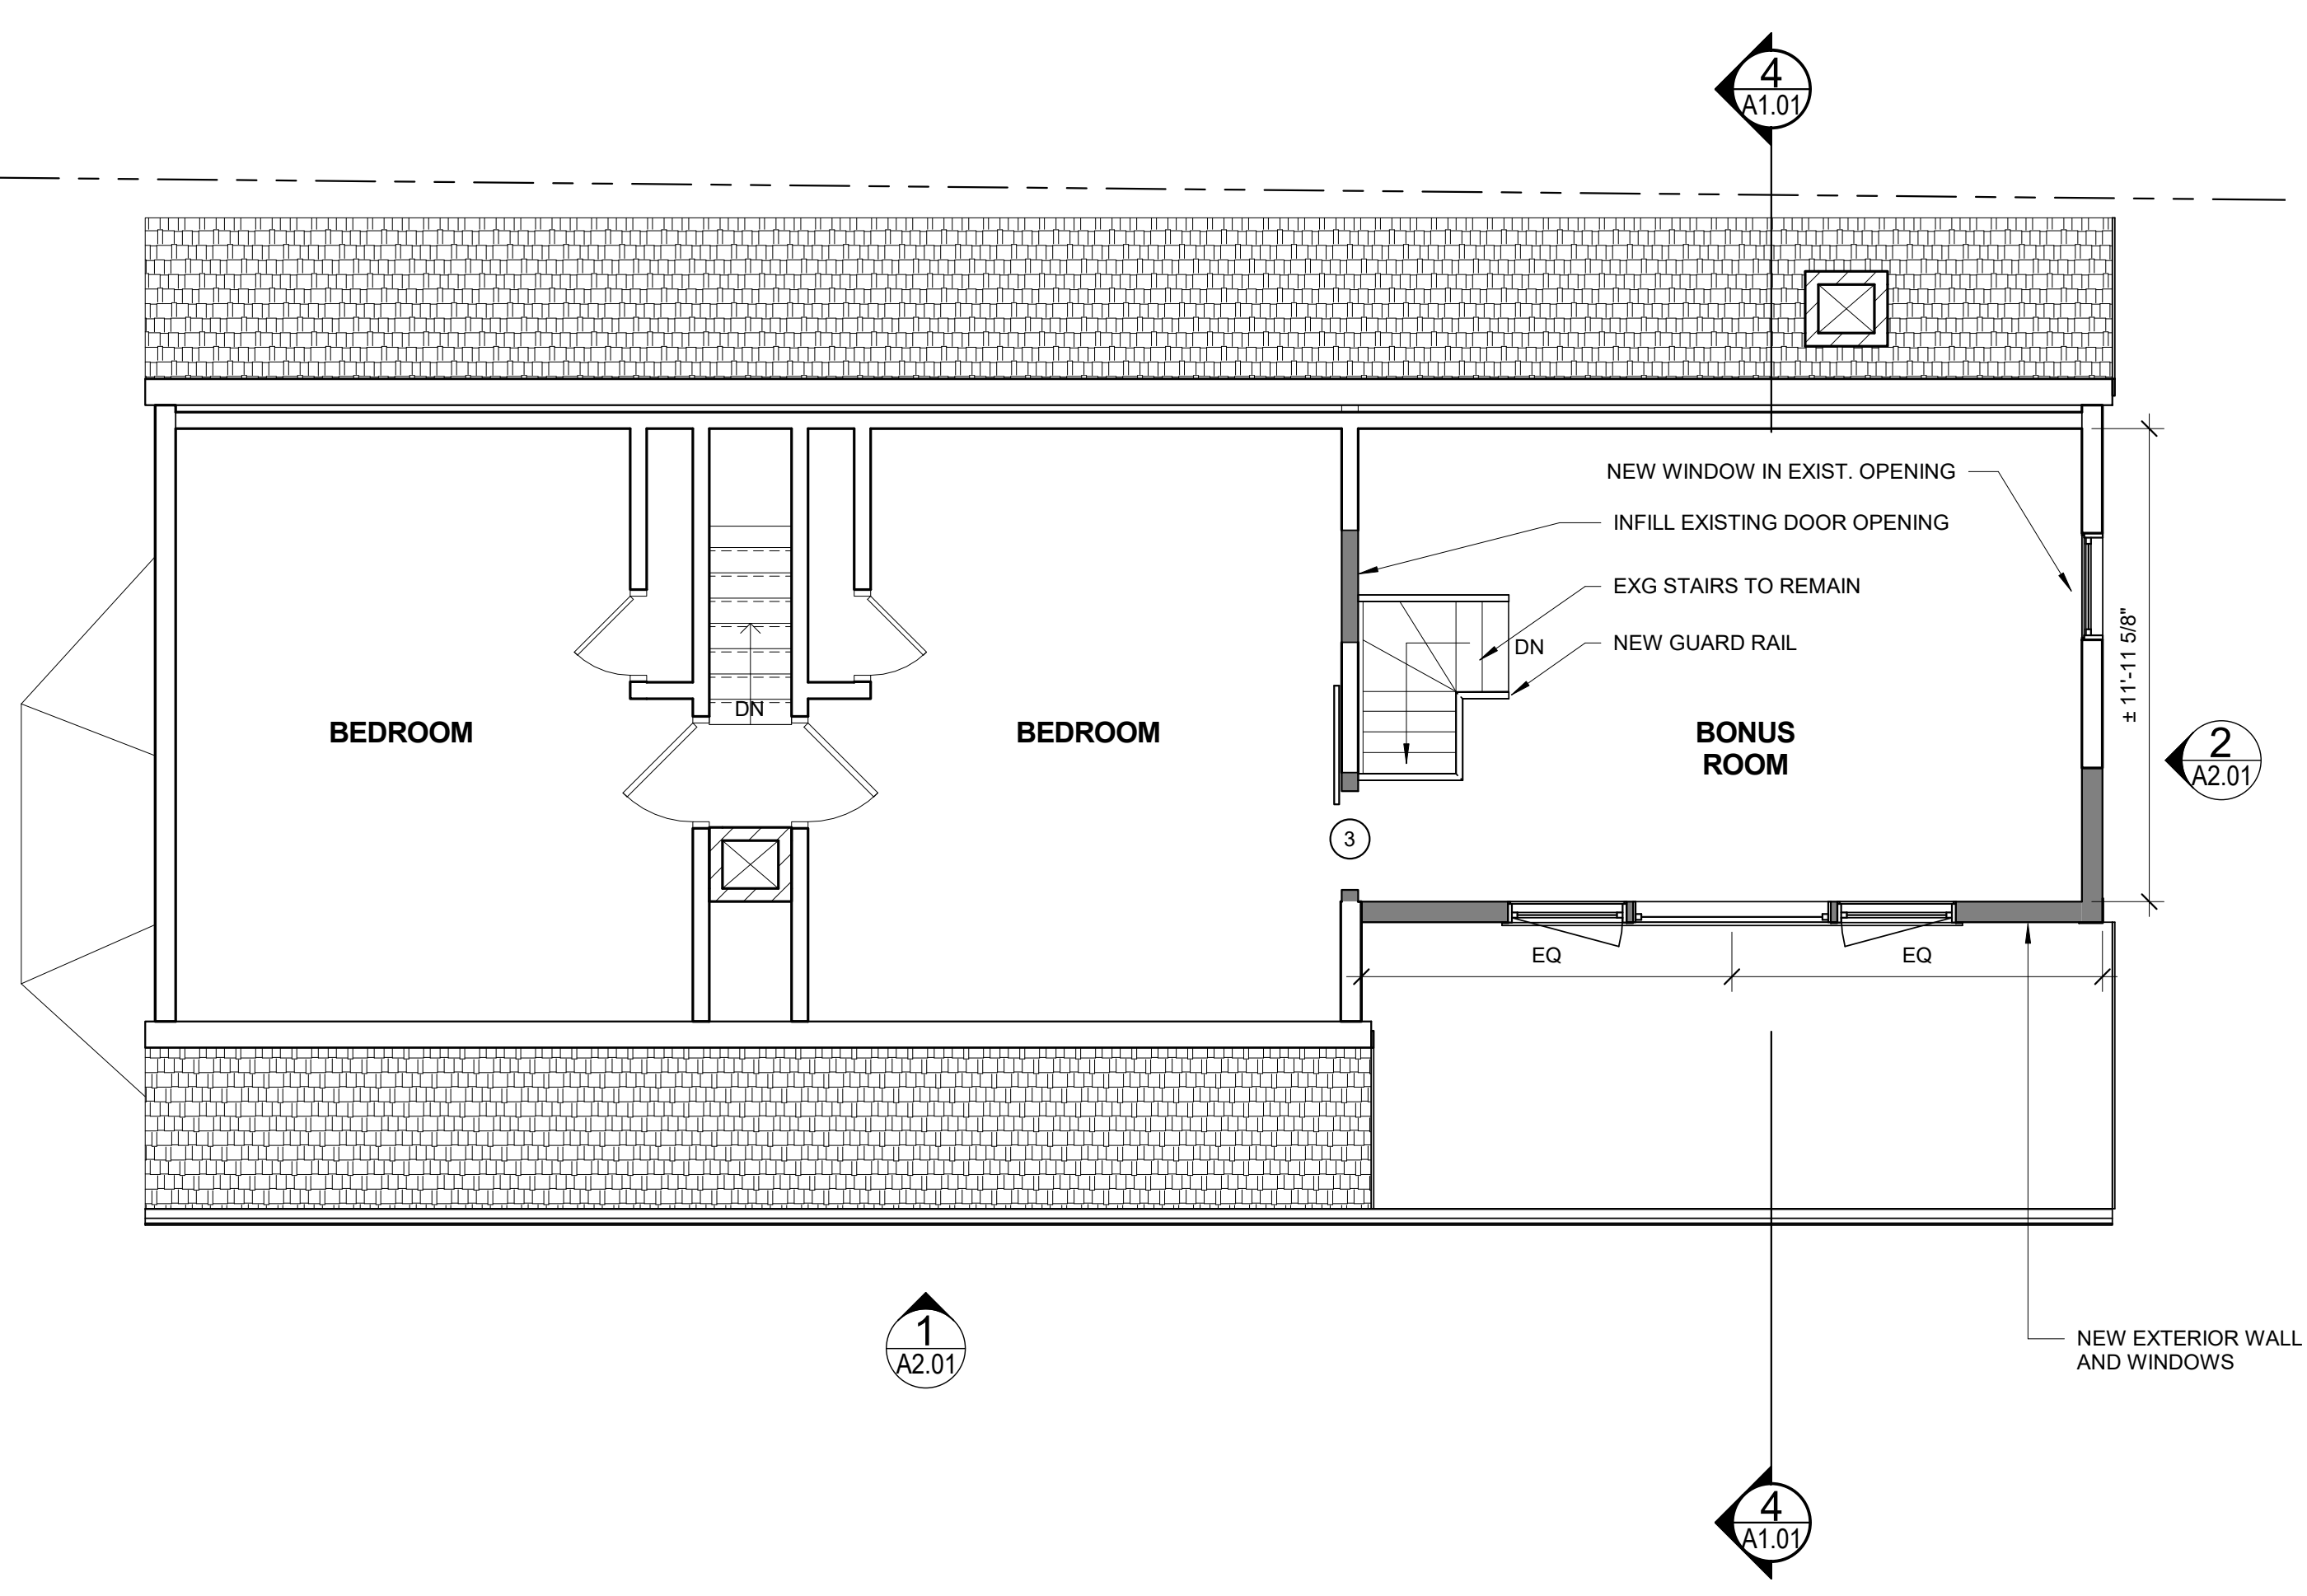 4
A1.01
NEW WINDOW IN EXIST. OPENING
INFILL EXISTING DOOR OPENING
EXG STAIRS TO REMAIN
DN
NEW GUARD RAIL
± 11'-11 5/8"
DN
BEDROOM
BEDROOM
BONUS
ROOM
2
A2.01
3
EQ
EQ
1
A2.01
NEW EXTERIOR WALL
AND WINDOWS
4
A1.01